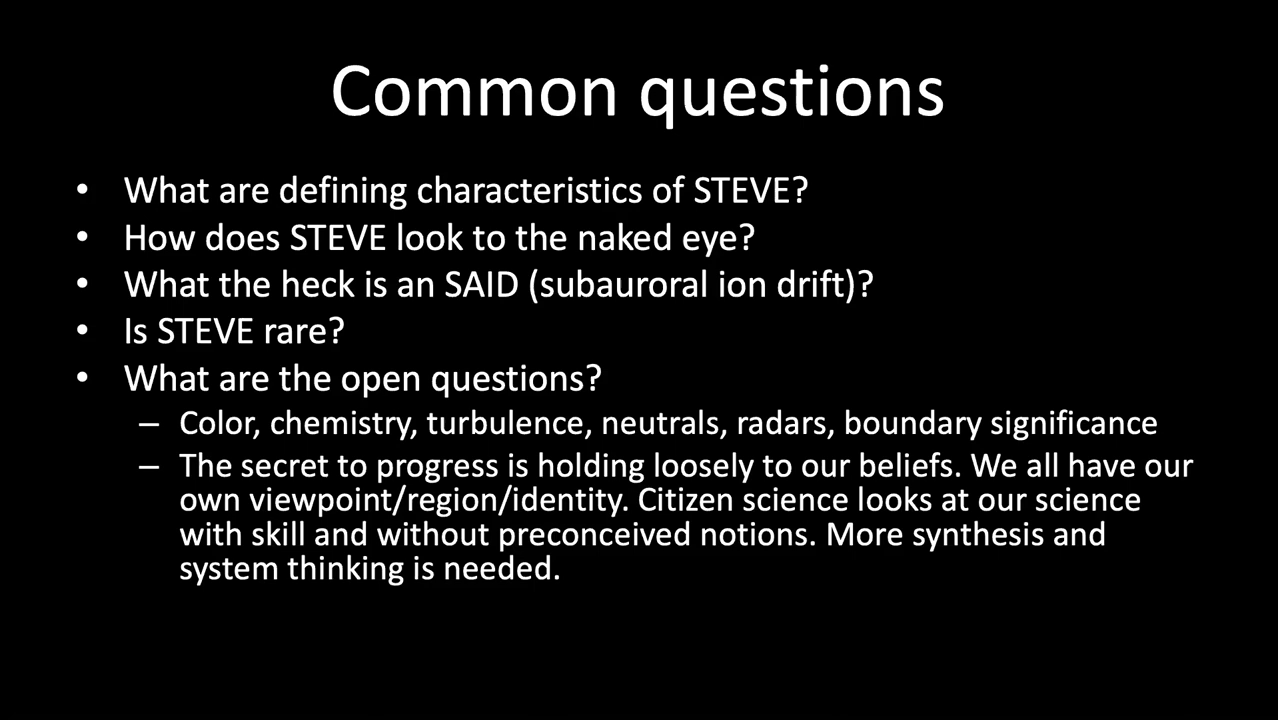 Common questions
• What are defining characteristics of STEVE?
• How does STEVE look to the naked eye?
• What the heck is an SAID (subauroral ion drift)?
• Is STEVE rare?
• What are the open questions?
– Color, chemistry, turbulence, neutrals, radars, boundary significance
– The secret to progress is holding loosely to our beliefs. We all have our
own viewpoint/region/identity. Citizen science looks at our science
with skill and without preconceived notions. More synthesis and
system thinking is needed.